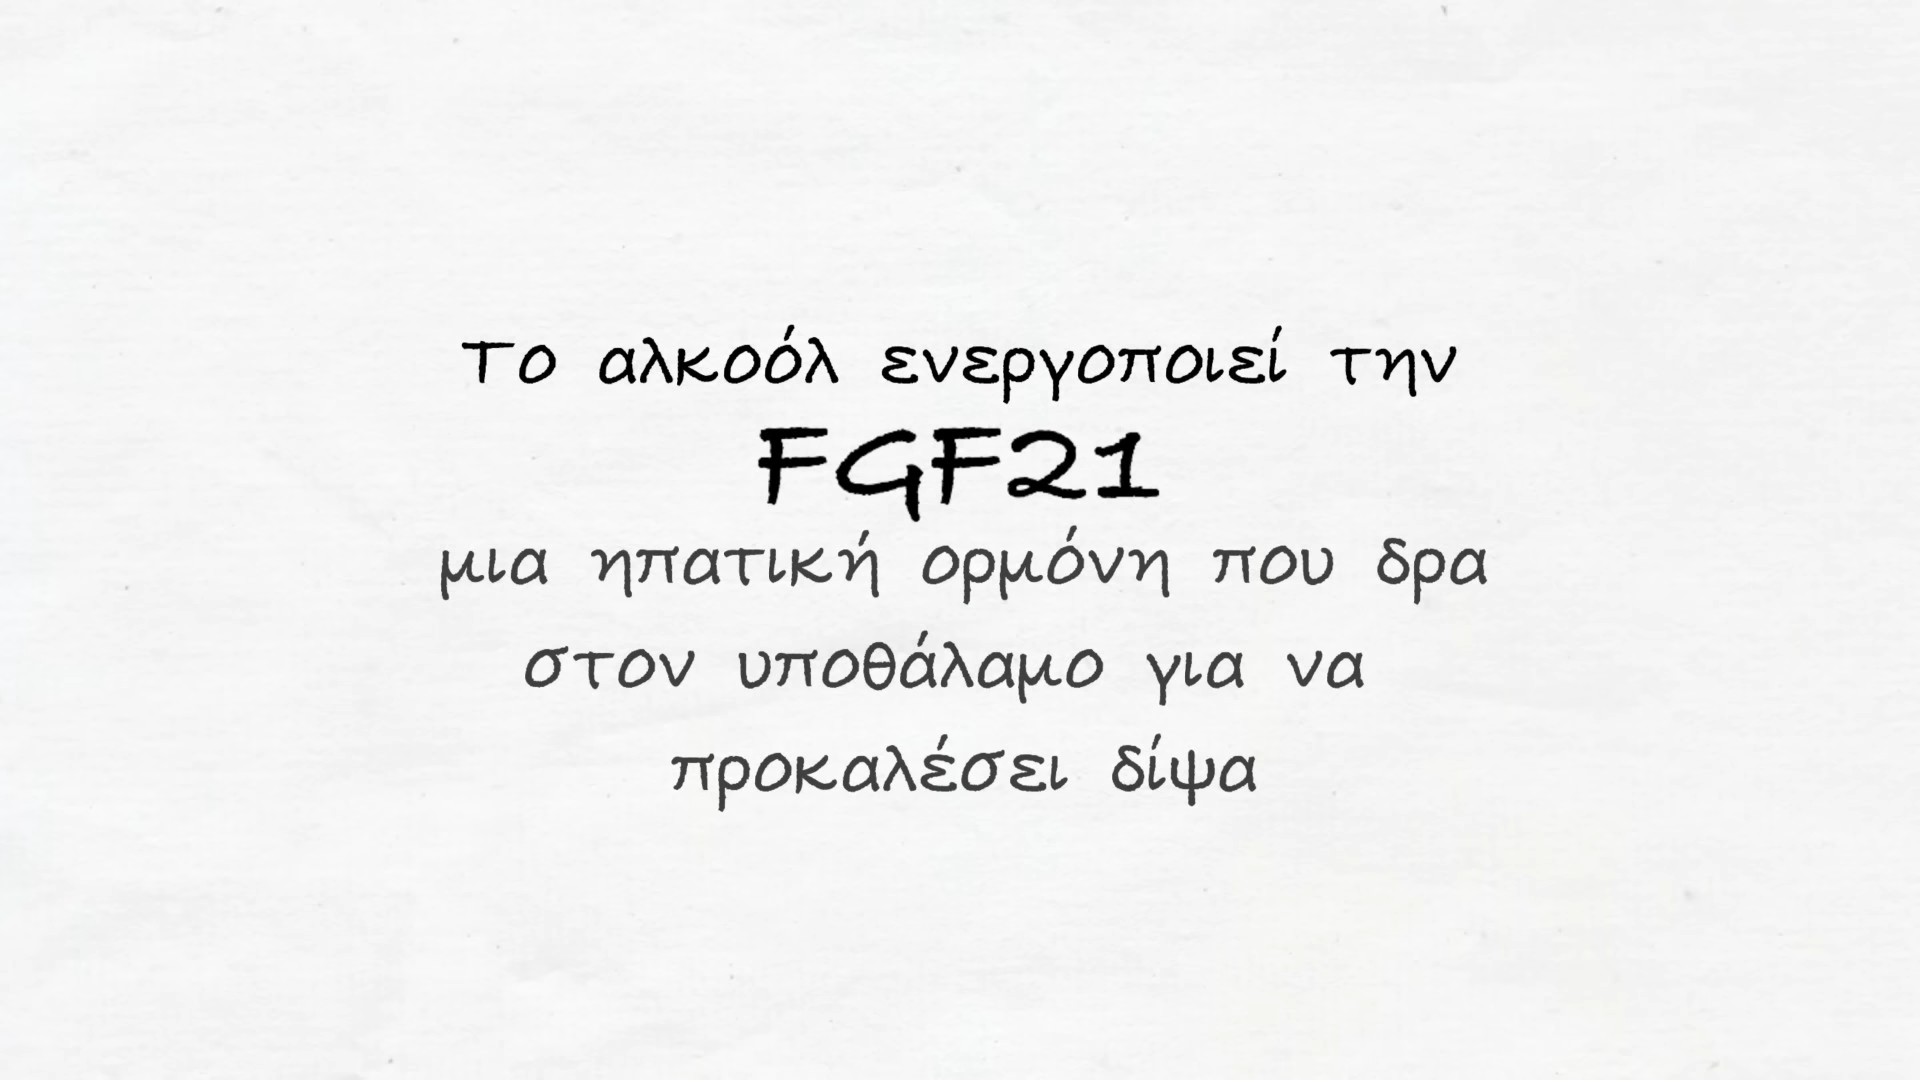 Το αλκοόλ ενεργοποιεί την
FGF21
μια ηπατική ορμόνη που δρα
στον υποθάλαμο για να
προκαλέσει δίψα